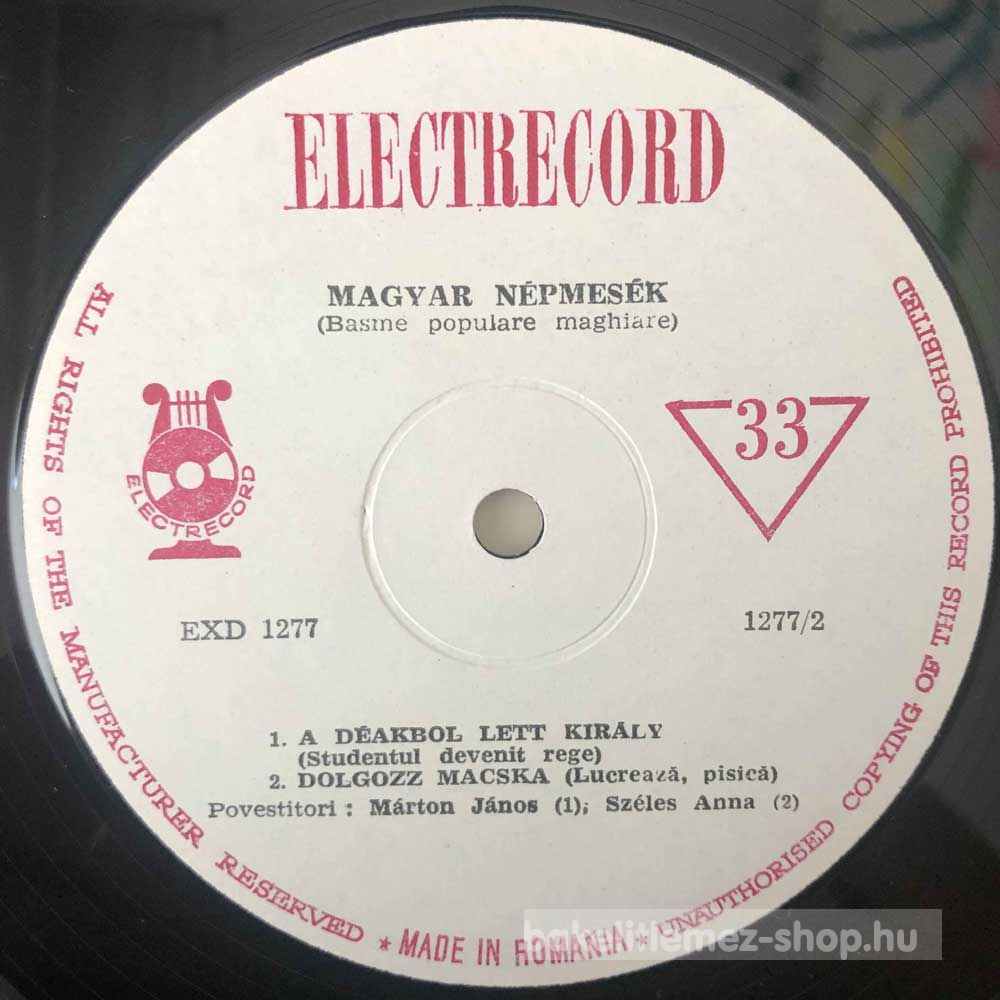 ELECTRECORD
MAGYAR NÉPMESÉK
(Basme populare maghiare)
ELECTRECORD
33
EXD 1277
1277/2
1. A DÉAKBOL LETT KIRÁLY
(Studentul devenit rege)
2. DOLGOZZ MACSKA (Lucrează, pisică)
Povestitori : Márton János (1); Széles Anna (2)
ALL RIGHTS OF THE MANUFACTURER RESERVED * MADE IN ROMANIA * UNAUTHORISED COPYING OF THIS RECORD PROHIBITED
bakelitlemez-shop.hu